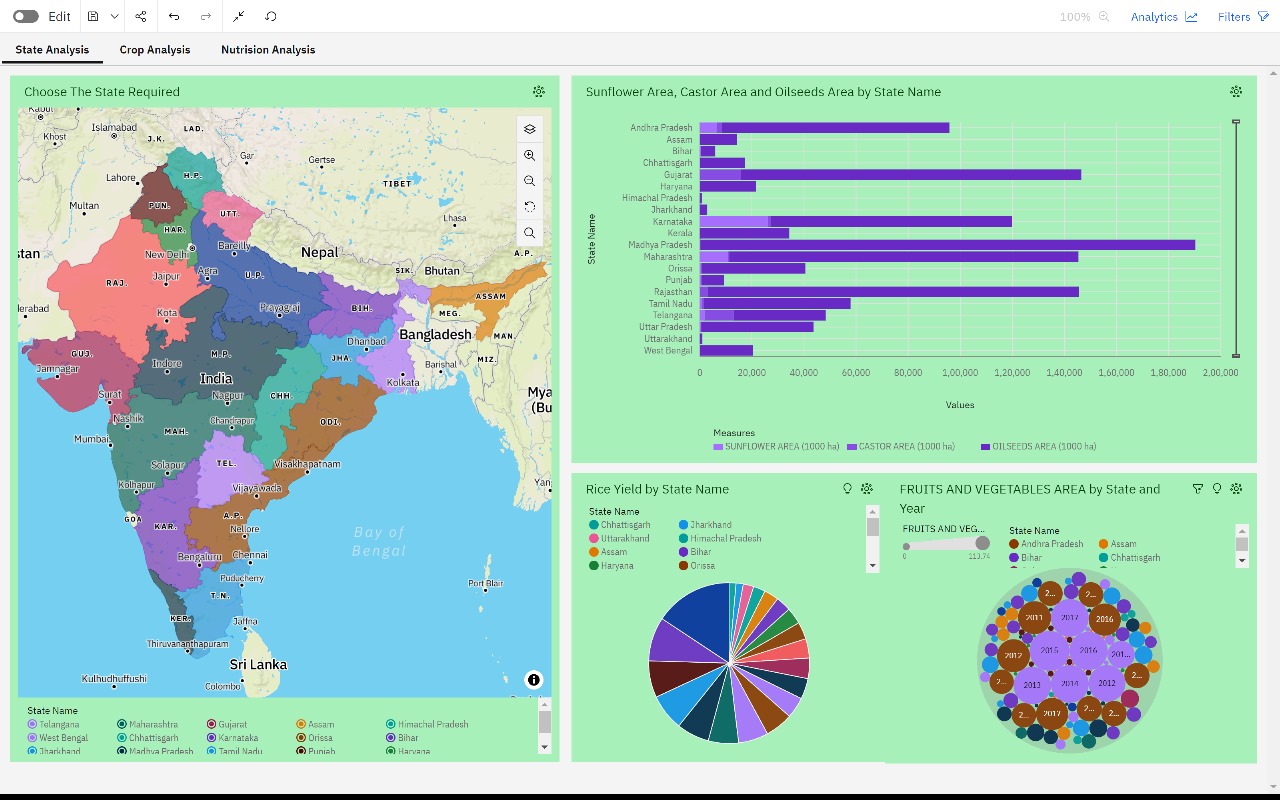 Edit
100%
Analytics
Filters
State Analysis
Crop Analysis
Nutrision Analysis
Choose The State Required
Kabul
Khost
Islamabad
J.K.
LAD.
Gar
Gertse
TIBET
Lahore
H.P.
Multan
PUN.
UTT.
Lhasa
HAR.
New Delhi
Bareilly
Nepal
stan
A.P.
SIK.
Bhutan
Jaipur
Agra
U.P.
RAJ.
ASSAM
derabad
Kota
Prayagraj
BIH.
MEG.
Bangladesh
MAN.
Dhanbad
GUJ.
M.P.
JHA.
MIZ.
Indore
Jamnagar
India
Barishal
Kolkata
Surat
Nagpur
CHH.
Mya
(Bu
Nashik
Chandrapur
ODI.
MAH.
Mumbai
TEL.
Solapur
Visakhapatnam
Kolhapur
Vijayawada
Yang
GOA
KAR.
A.P.
Nellore
Bay of
Bengal
Bengaluru
Chennai
Puducherry
Port Blair
T.N.
KER.
Jaffna
Thiruvananthapuram
Sri Lanka
Kulhudhuffushi
Colombo
State Name
Telangana
Maharashtra
Gujarat
Assam
Himachal Pradesh
West Bengal
Chhattisgarh
Karnataka
Orissa
Bihar
Jharkhand
Madhya Pradesh
Tamil Nadu
Punjab
Haryana
Sunflower Area, Castor Area and Oilseeds Area by State Name
State Name
Andhra Pradesh
Assam
Bihar
Chhattisgarh
Gujarat
Haryana
Himachal Pradesh
Jharkhand
Karnataka
Kerala
Madhya Pradesh
Maharashtra
Orissa
Punjab
Rajasthan
Tamil Nadu
Telangana
Uttar Pradesh
Uttarakhand
West Bengal
0 20,000 40,000 60,000 80,000 1,00,000 1,20,000 1,40,000 1,60,000 1,80,000 2,00,000
Values
Measures
SUNFLOWER AREA (1000 ha) CASTOR AREA (1000 ha) OILSEEDS AREA (1000 ha)
Rice Yield by State Name
State Name
Chhattisgarh
Jharkhand
Uttarakhand
Himachal Pradesh
Assam
Bihar
Haryana
Orissa
FRUITS AND VEGETABLES AREA by State and
Year
FRUITS AND VEG...
0
113.74
State Name
Andhra Pradesh
Assam
Bihar
Chhattisgarh
2...
2...
2011
2017
2016
2012
2015
2016
201...
2...
2013
2014
2012
2...
2...
2017
2...
2...